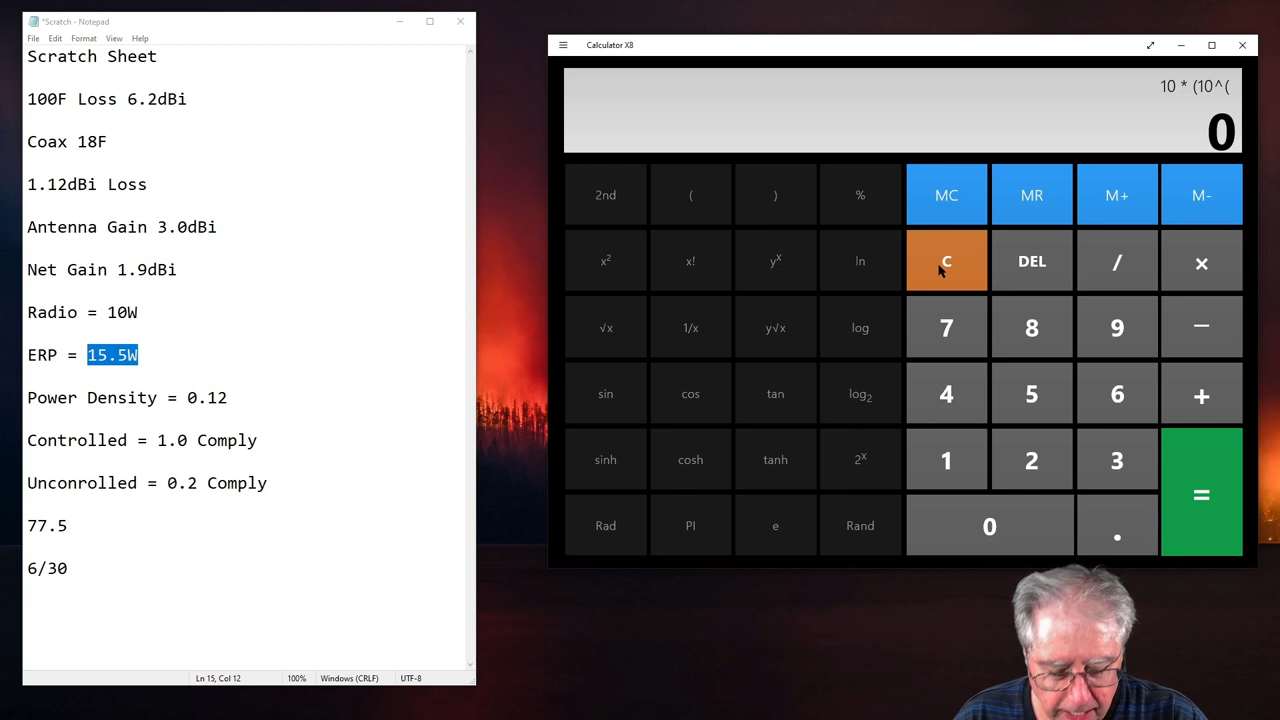 *Scratch - Notepad
File Edit Format View Help
Scratch Sheet
100F Loss 6.2dBi
Coax 18F
1.12dBi Loss
Antenna Gain 3.0dBi
Net Gain 1.9dBi
Radio = 10W
ERP = 15.5W
Power Density = 0.12
Controlled = 1.0 Comply
Unconrolled = 0.2 Comply
77.5
6/30
Ln 15, Col 12 100% Windows (CRLF) UTF-8
Calculator X8
10 * (10^(
0
2nd ( ) % MC MR M+ M-
x² x! yˣ ln C DEL / ×
√x 1/x y√x log 7 8 9 −
sin cos tan log₂ 4 5 6 +
sinh cosh tanh 2ˣ 1 2 3 =
Rad PI e Rand 0 .